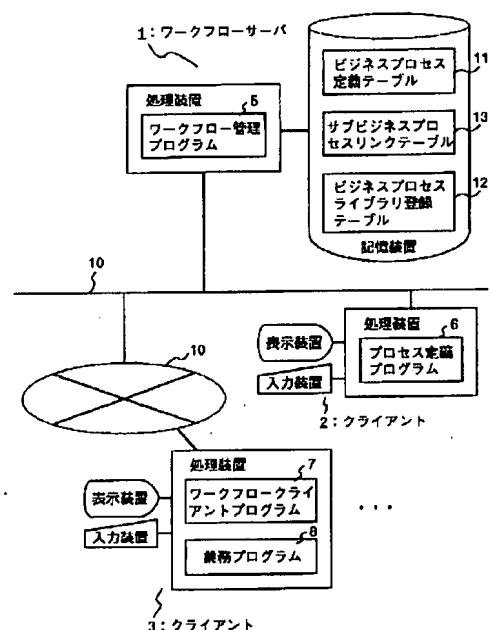 1：ワークフローサーバ
処理装置
5
ワークフロー管理
プログラム
ビジネスプロセス
定義テーブル
11
サブビジネスプロ
セスリンクテーブル
13
ビジネスプロセス
ライブラリ登録
テーブル
12
記憶装置
10
10
処理装置
6
プロセス定義
プログラム
表示装置
入力装置
2：クライアント
処理装置
7
ワークフロークライ
アントプログラム
8
業務プログラム
表示装置
入力装置
3：クライアント
・・・